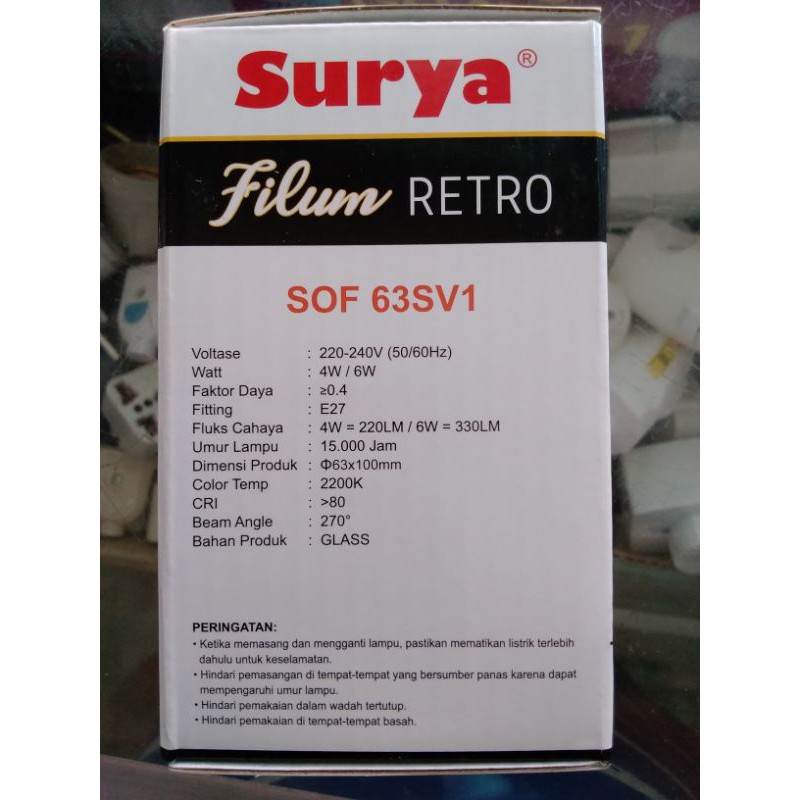 Surya®
Filum RETRO
SOF 63SV1
Voltase : 220-240V (50/60Hz)
Watt : 4W / 6W
Faktor Daya : ≥0.4
Fitting : E27
Fluks Cahaya : 4W = 220LM / 6W = 330LM
Umur Lampu : 15.000 Jam
Dimensi Produk : Φ63x100mm
Color Temp : 2200K
CRI : >80
Beam Angle : 270°
Bahan Produk : GLASS
PERINGATAN:
• Ketika memasang dan mengganti lampu, pastikan mematikan listrik terlebih
dahulu untuk keselamatan.
• Hindari pemasangan di tempat-tempat yang bersumber panas karena dapat
mempengaruhi umur lampu.
• Hindari pemakaian dalam wadah tertutup.
• Hindari pemakaian di tempat-tempat basah.